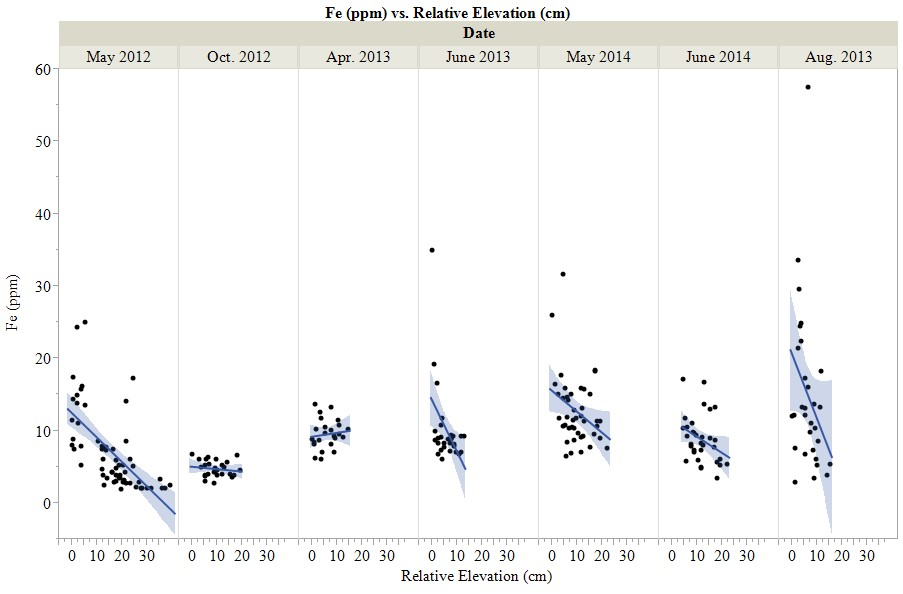 Fe (ppm) vs. Relative Elevation (cm)
Date
May 2012 Oct. 2012 Apr. 2013 June 2013 May 2014 June 2014 Aug. 2013
60
50
40
30
20
10
0
Fe (ppm)
0 10 20 30 0 10 20 30 0 10 20 30 0 10 20 30 0 10 20 30 0 10 20 30 0 10 20 30
Relative Elevation (cm)